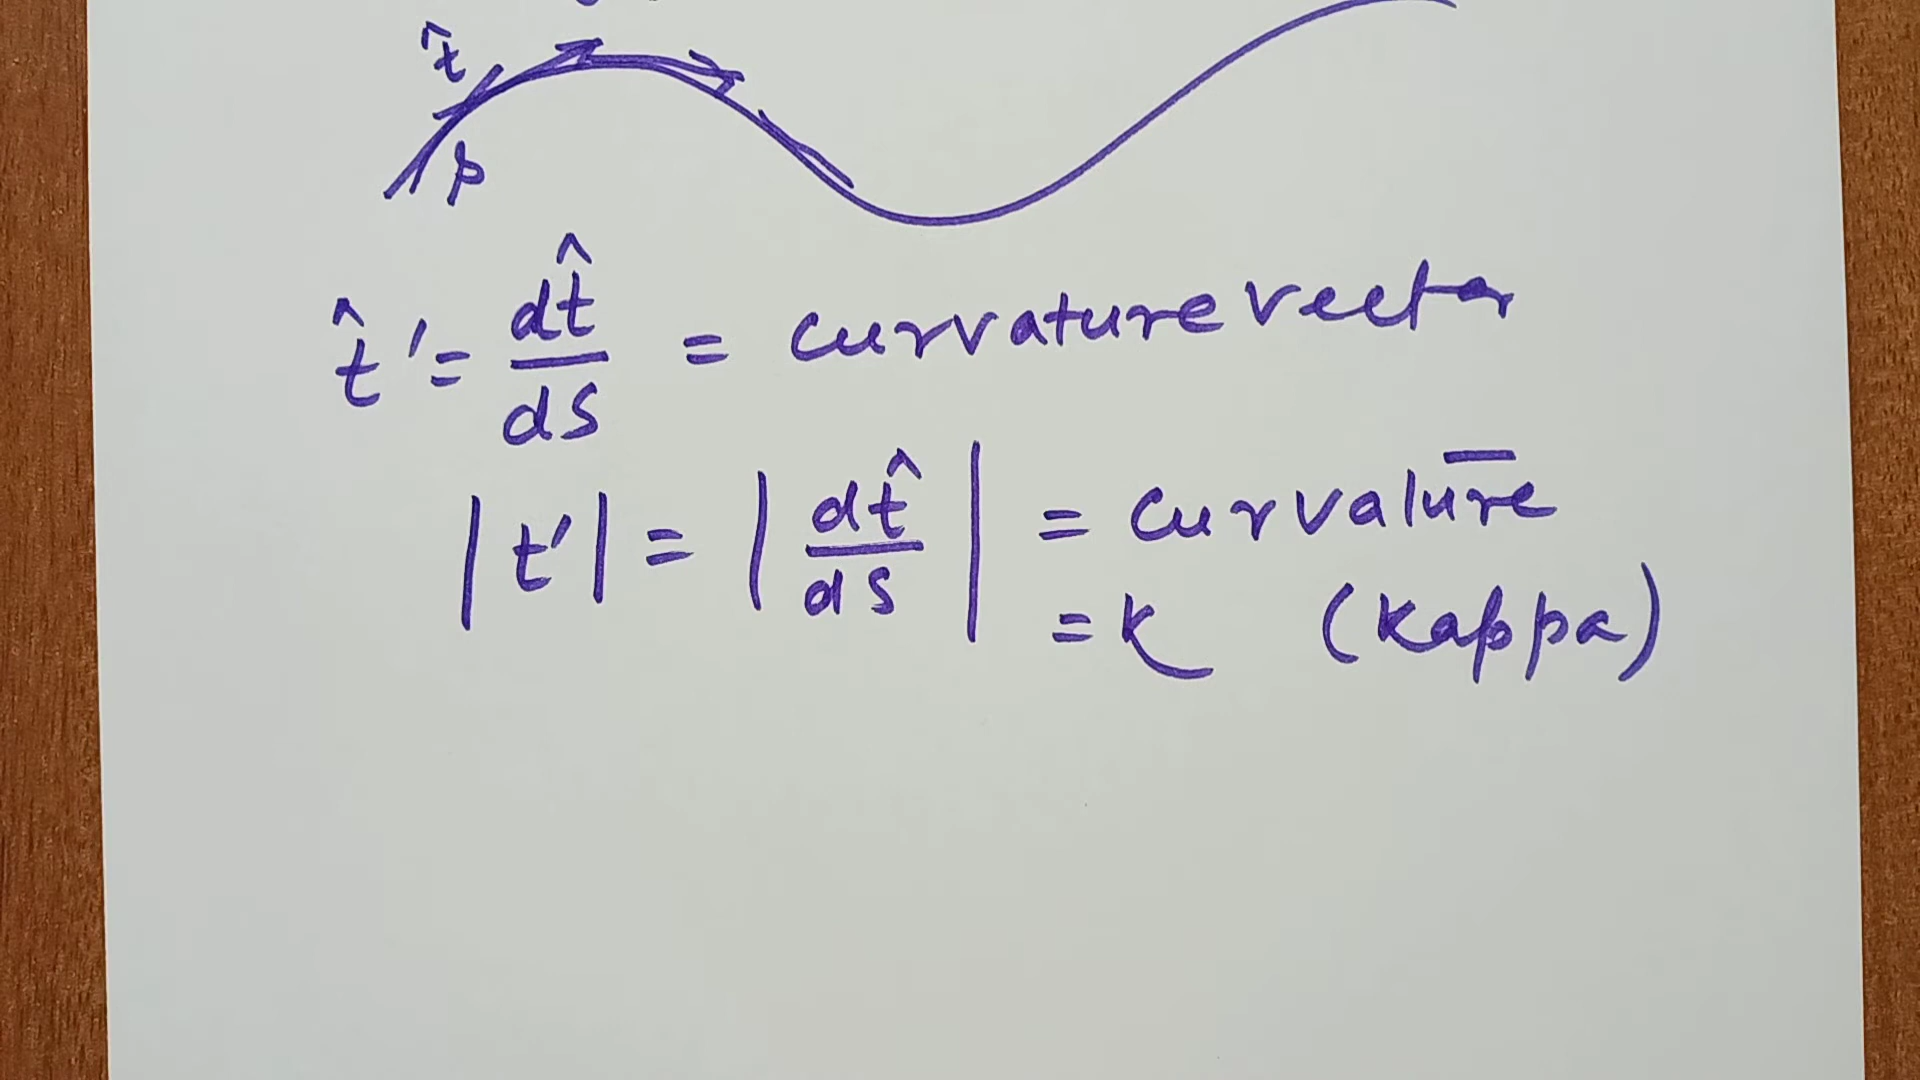 t̂
p
t̂' = dt̂/ds = curvature vector
|t'| = |dt̂/ds| = curvature
= K (kappa)